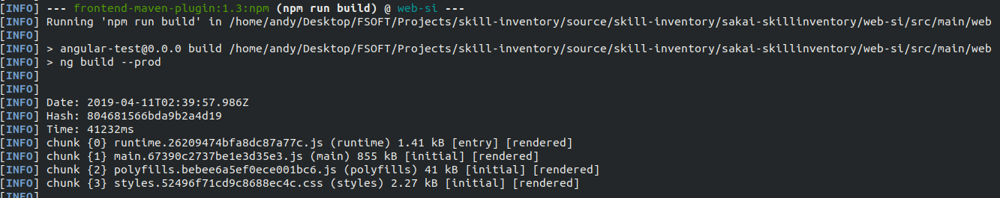 [INFO] --- frontend-maven-plugin:1.3:npm (npm run build) @ web-si ---
[INFO] Running 'npm run build' in /home/andy/Desktop/FSOFT/Projects/skill-inventory/source/skill-inventory/sakai-skillinventory/web-si/src/main/web
[INFO]
[INFO] > angular-test@0.0.0 build /home/andy/Desktop/FSOFT/Projects/skill-inventory/source/skill-inventory/sakai-skillinventory/web-si/src/main/web
[INFO] > ng build --prod
[INFO]
[INFO]
[INFO] Date: 2019-04-11T02:39:57.986Z
[INFO] Hash: 804681566bda9b2a4d19
[INFO] Time: 41232ms
[INFO] chunk {0} runtime.26209474bfa8dc87a77c.js (runtime) 1.41 kB [entry] [rendered]
[INFO] chunk {1} main.67390c2737be1e3d35e3.js (main) 855 kB [initial] [rendered]
[INFO] chunk {2} polyfills.bebee6a5ef0ece001bc6.js (polyfills) 41 kB [initial] [rendered]
[INFO] chunk {3} styles.52496f71cd9c8688ec4c.css (styles) 2.27 kB [initial] [rendered]
[INFO]